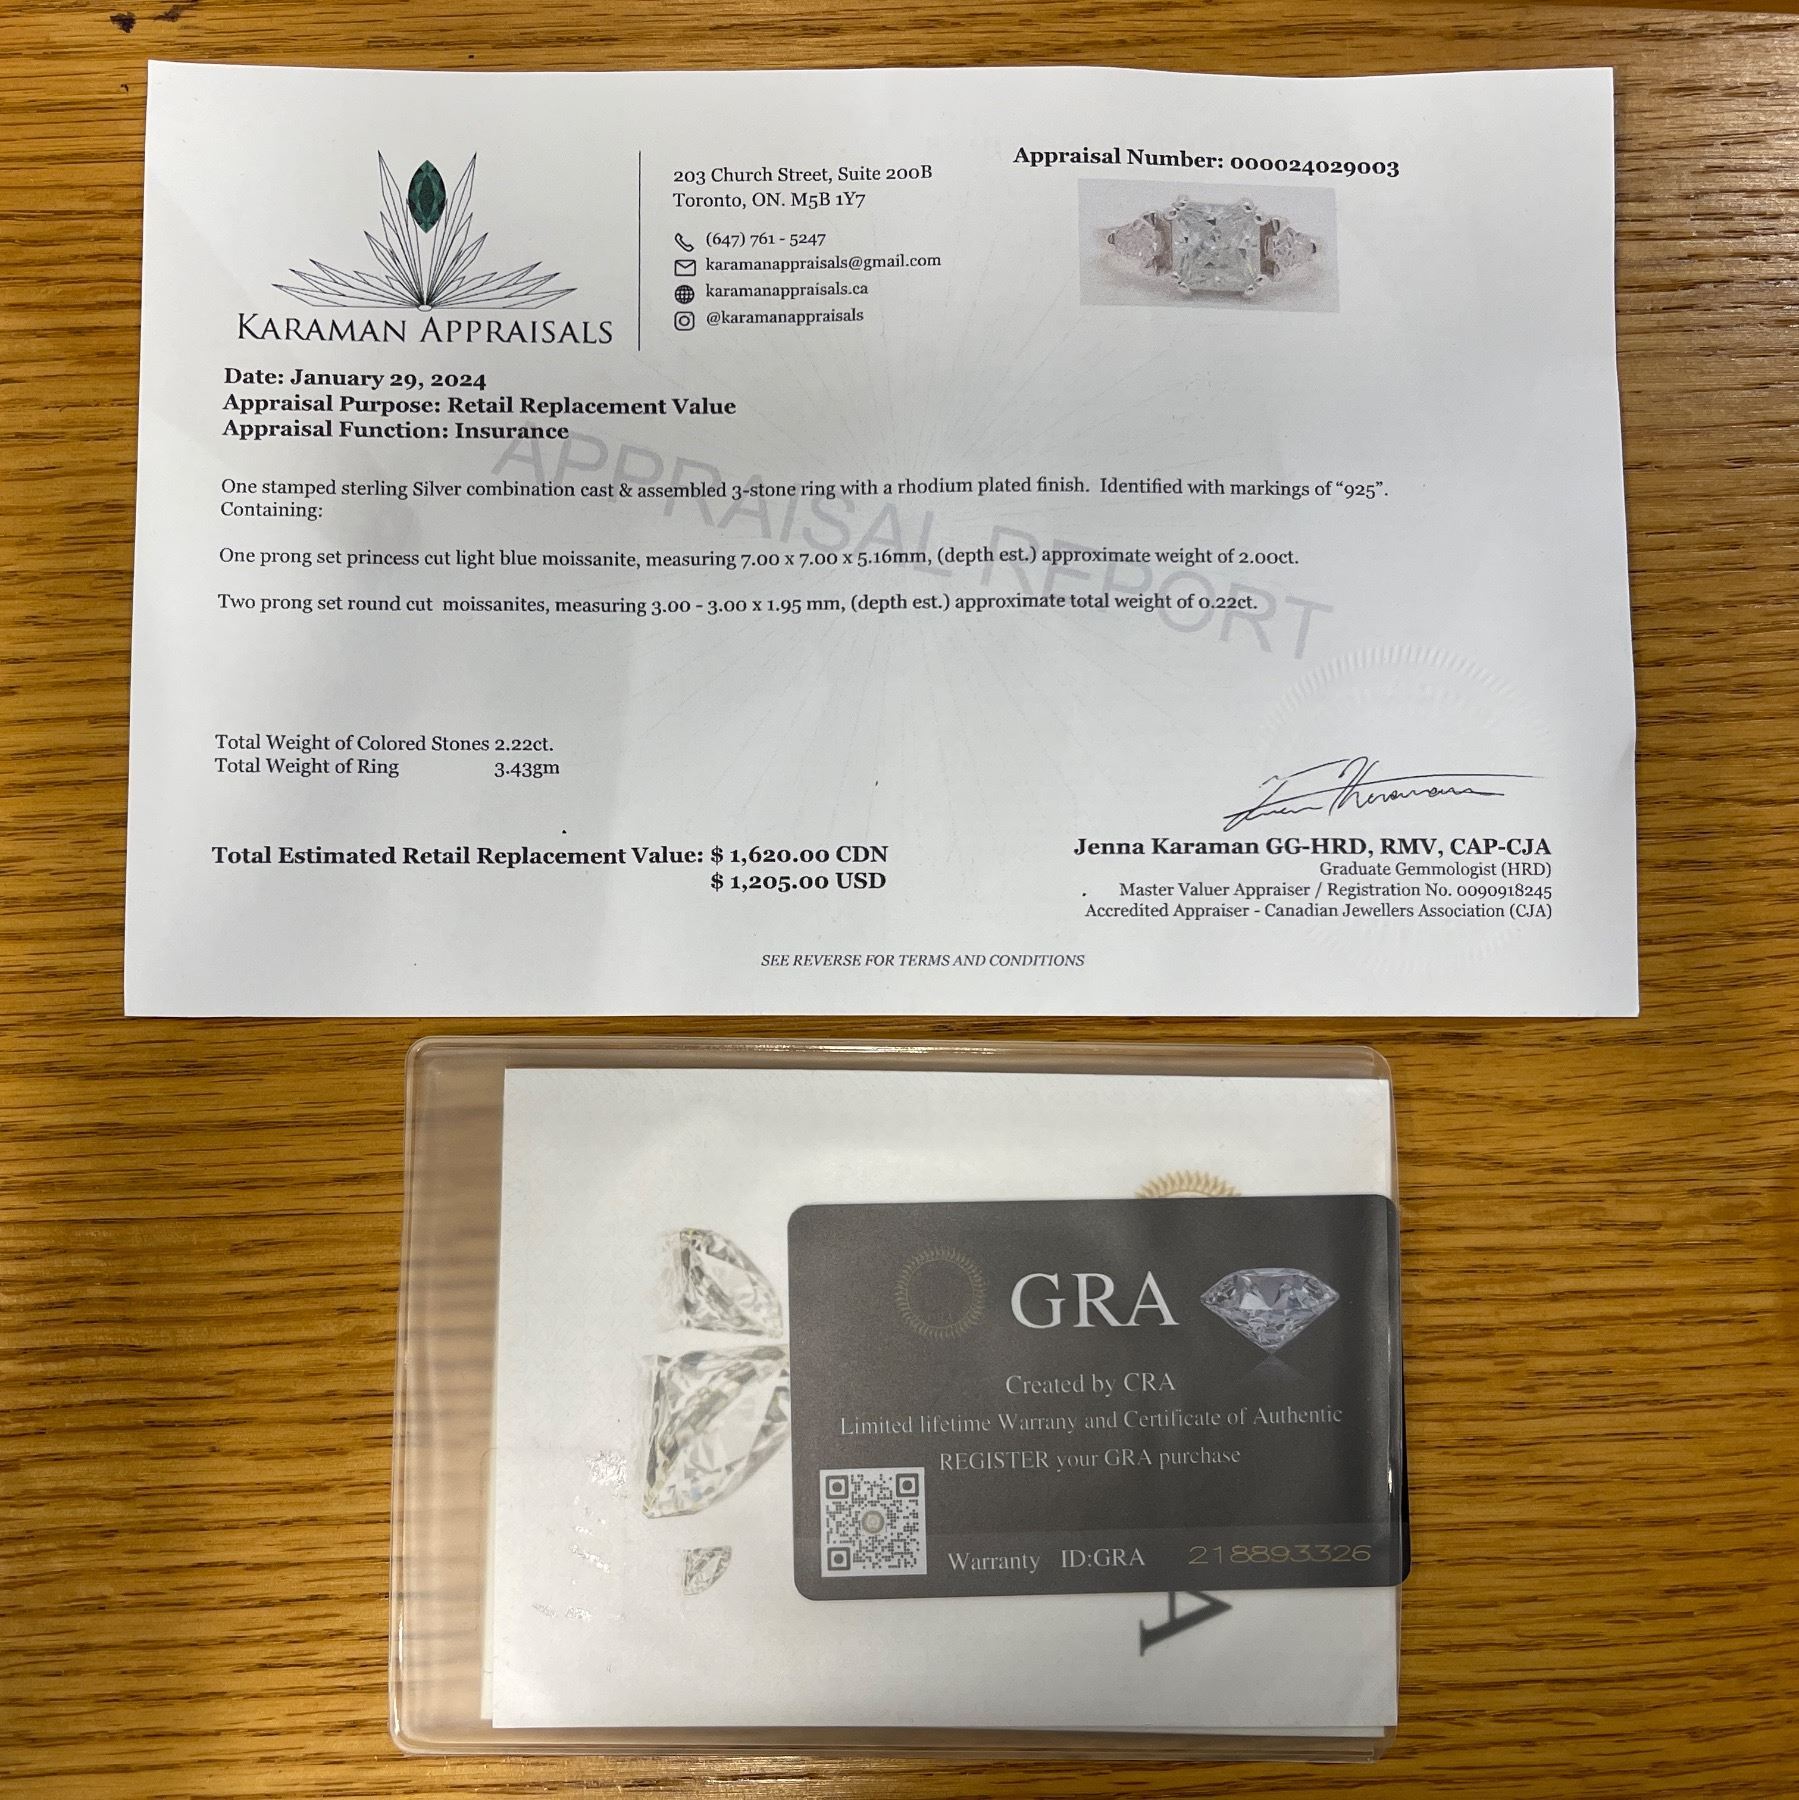 Appraisal Number: 000024029003
203 Church Street, Suite 200B
Toronto, ON. M5B 1Y7
(647) 761 - 5247
karamanappraisals@gmail.com
karamanappraisals.ca
@karamanappraisals
KARAMAN APPRAISALS
Date: January 29, 2024
Appraisal Purpose: Retail Replacement Value
Appraisal Function: Insurance
APPRAISAL REPORT
One stamped sterling Silver combination cast & assembled 3-stone ring with a rhodium plated finish. Identified with markings of “925”.
Containing:
One prong set princess cut light blue moissanite, measuring 7.00 x 7.00 x 5.16mm, (depth est.) approximate weight of 2.00ct.
Two prong set round cut moissanites, measuring 3.00 - 3.00 x 1.95 mm, (depth est.) approximate total weight of 0.22ct.
Total Weight of Colored Stones 2.22ct.
Total Weight of Ring 3.43gm
Total Estimated Retail Replacement Value: $ 1,620.00 CDN
$ 1,205.00 USD
Jenna Karaman GG-HRD, RMV, CAP-CJA
Graduate Gemmologist (HRD)
Master Valuer Appraiser / Registration No. 0090918245
Accredited Appraiser - Canadian Jewellers Association (CJA)
SEE REVERSE FOR TERMS AND CONDITIONS
GRA
Created by CRA
Limited lifetime Warrany and Certificate of Authentic
REGISTER your GRA purchase
Warranty ID:GRA 218893326
A